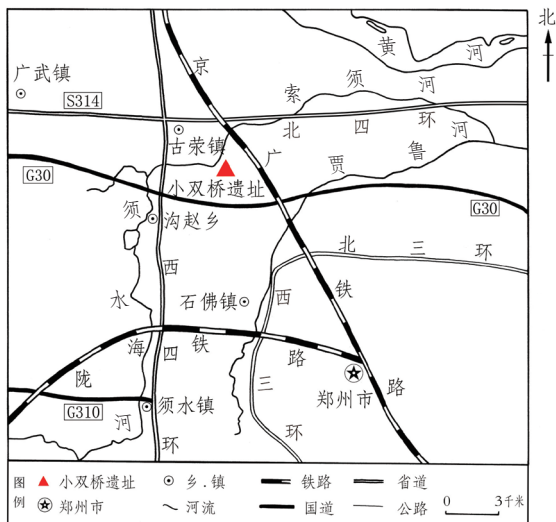 北
黄河
广武镇
京广铁路
索须河
S314
北四环
古荥镇
贾鲁河
小双桥遗址
G30
G30
须水河
沟赵乡
西四环
北三环
西三环
石佛镇
陇海铁路
郑州市
G310
须水镇
图例
小双桥遗址
乡.镇
铁路
省道
郑州市
河流
国道
公路
0 3千米